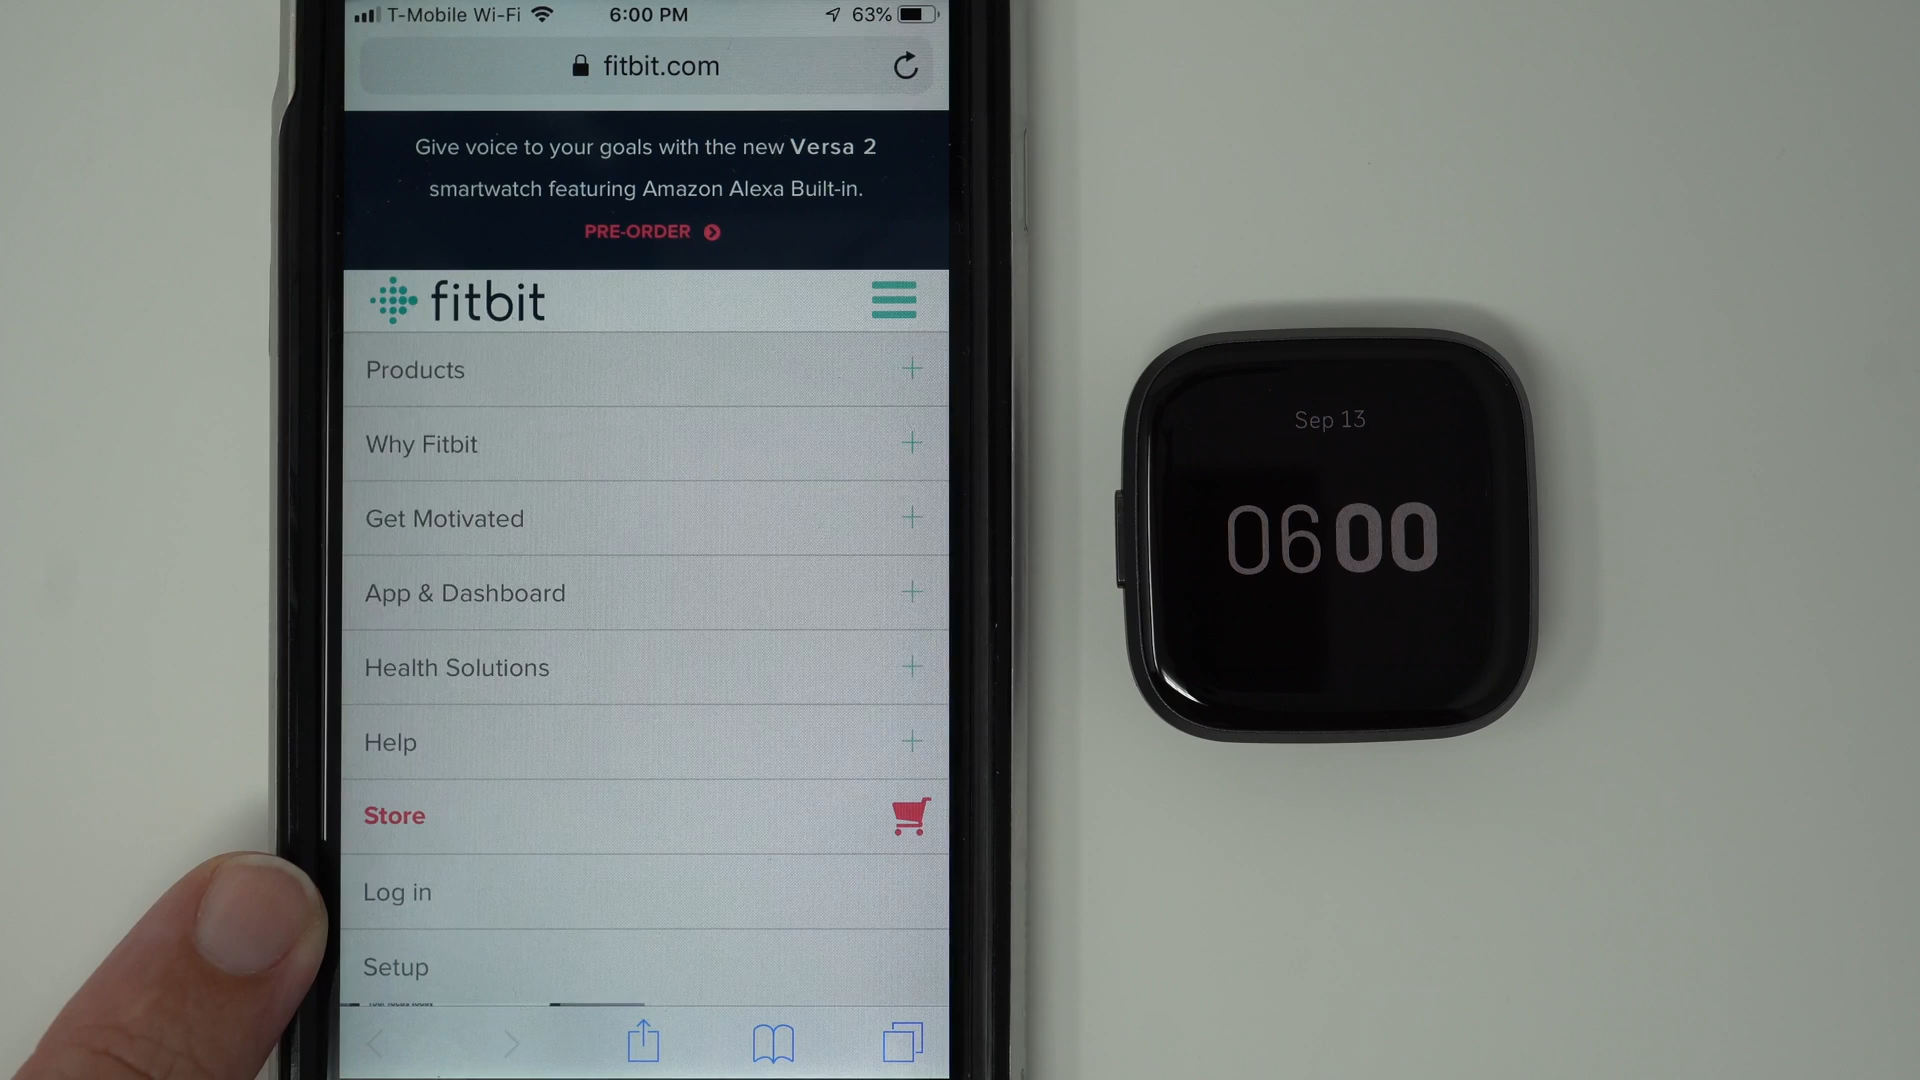 T-Mobile Wi-Fi 6:00 PM 63%
fitbit.com
Give voice to your goals with the new Versa 2
smartwatch featuring Amazon Alexa Built-in.
PRE-ORDER
fitbit
Products
Why Fitbit
Get Motivated
App & Dashboard
Health Solutions
Help
Store
Log in
Setup
Sep 13
0600